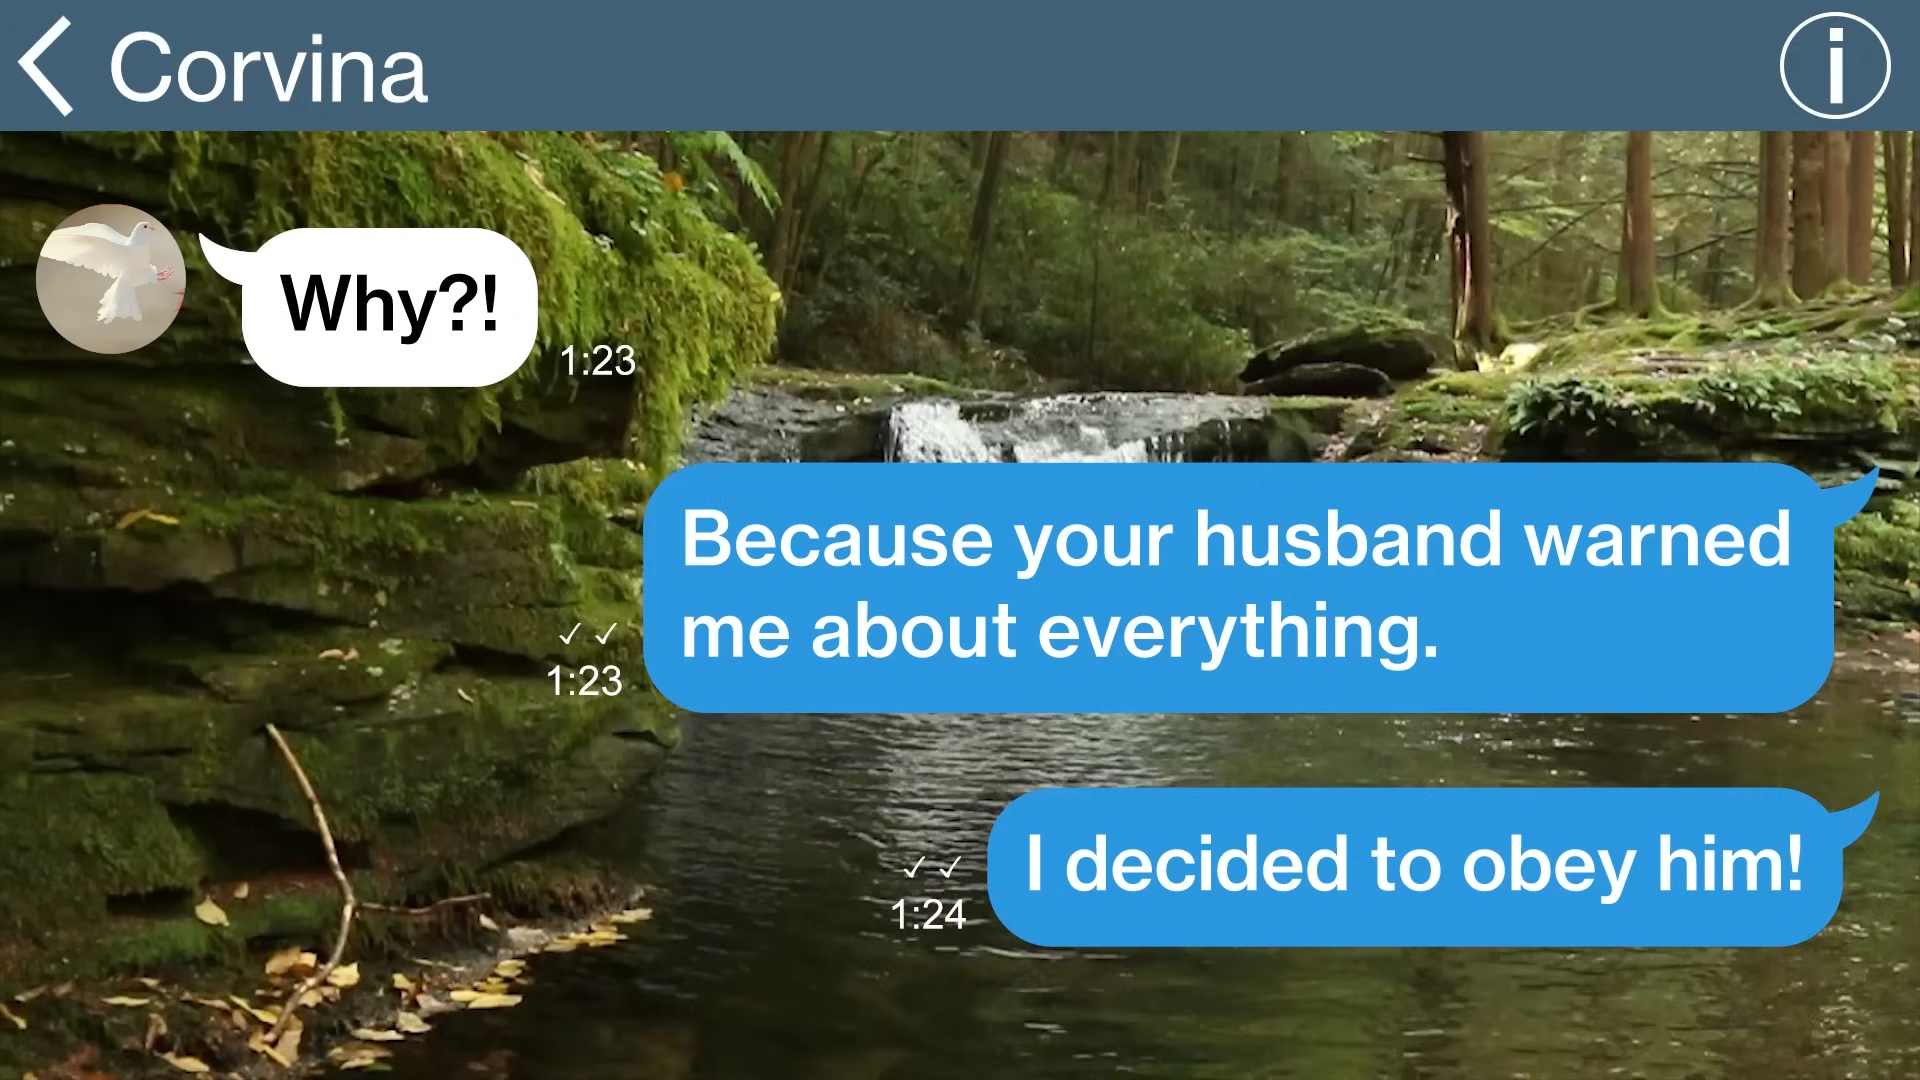 Corvina
Why?!
1:23
Because your husband warned
me about everything.
1:23
I decided to obey him!
1:24